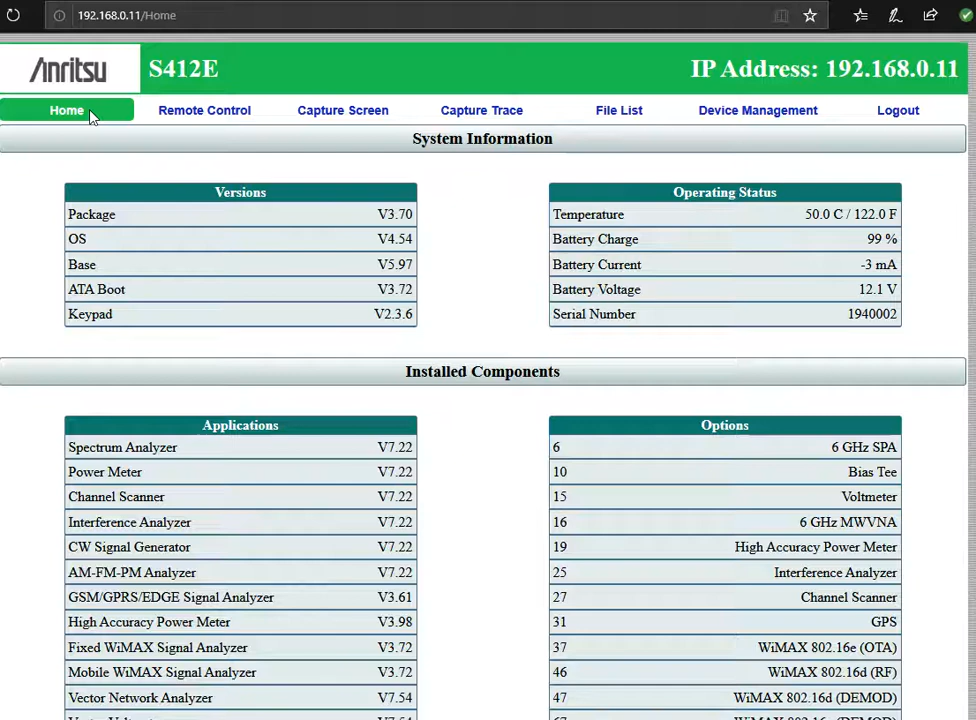 192.168.0.11/Home
Anritsu S412E IP Address: 192.168.0.11
Home Remote Control Capture Screen Capture Trace File List Device Management Logout
System Information
Versions
Package V3.70
OS V4.54
Base V5.97
ATA Boot V3.72
Keypad V2.3.6
Operating Status
Temperature 50.0 C / 122.0 F
Battery Charge 99 %
Battery Current -3 mA
Battery Voltage 12.1 V
Serial Number 1940002
Installed Components
Applications
Spectrum Analyzer V7.22
Power Meter V7.22
Channel Scanner V7.22
Interference Analyzer V7.22
CW Signal Generator V7.22
AM-FM-PM Analyzer V7.22
GSM/GPRS/EDGE Signal Analyzer V3.61
High Accuracy Power Meter V3.98
Fixed WiMAX Signal Analyzer V3.72
Mobile WiMAX Signal Analyzer V3.72
Vector Network Analyzer V7.54
Options
6 6 GHz SPA
10 Bias Tee
15 Voltmeter
16 6 GHz MWVNA
19 High Accuracy Power Meter
25 Interference Analyzer
27 Channel Scanner
31 GPS
37 WiMAX 802.16e (OTA)
46 WiMAX 802.16d (RF)
47 WiMAX 802.16d (DEMOD)